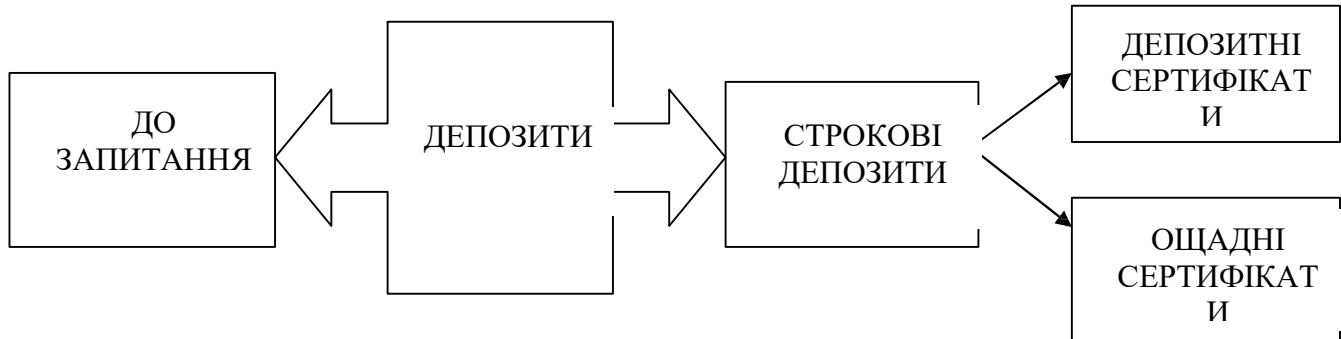 ДО
ЗАПИТАННЯ
ДЕПОЗИТИ
СТРОКОВІ
ДЕПОЗИТИ
ДЕПОЗИТНІ
СЕРТИФІКАТ
И
ОЩАДНІ
СЕРТИФІКАТ
И